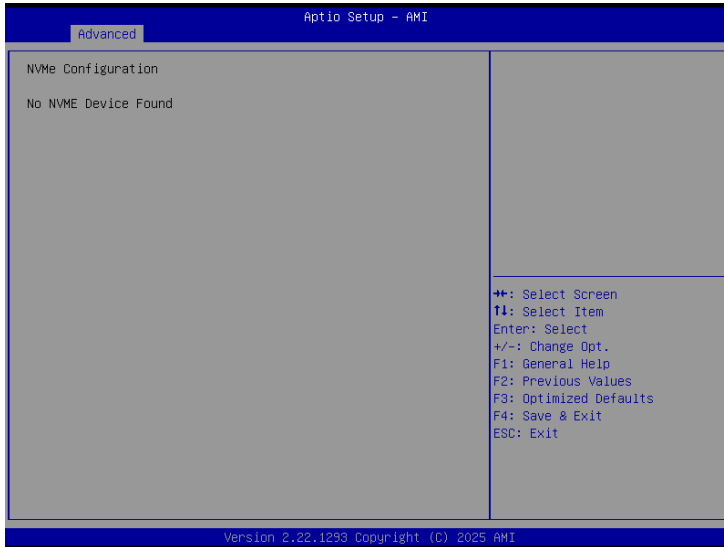 Aptio Setup – AMI
Advanced
NVMe Configuration
No NVME Device Found
→←: Select Screen
↑↓: Select Item
Enter: Select
+/-: Change Opt.
F1: General Help
F2: Previous Values
F3: Optimized Defaults
F4: Save & Exit
ESC: Exit
Version 2.22.1293 Copyright (C) 2025 AMI